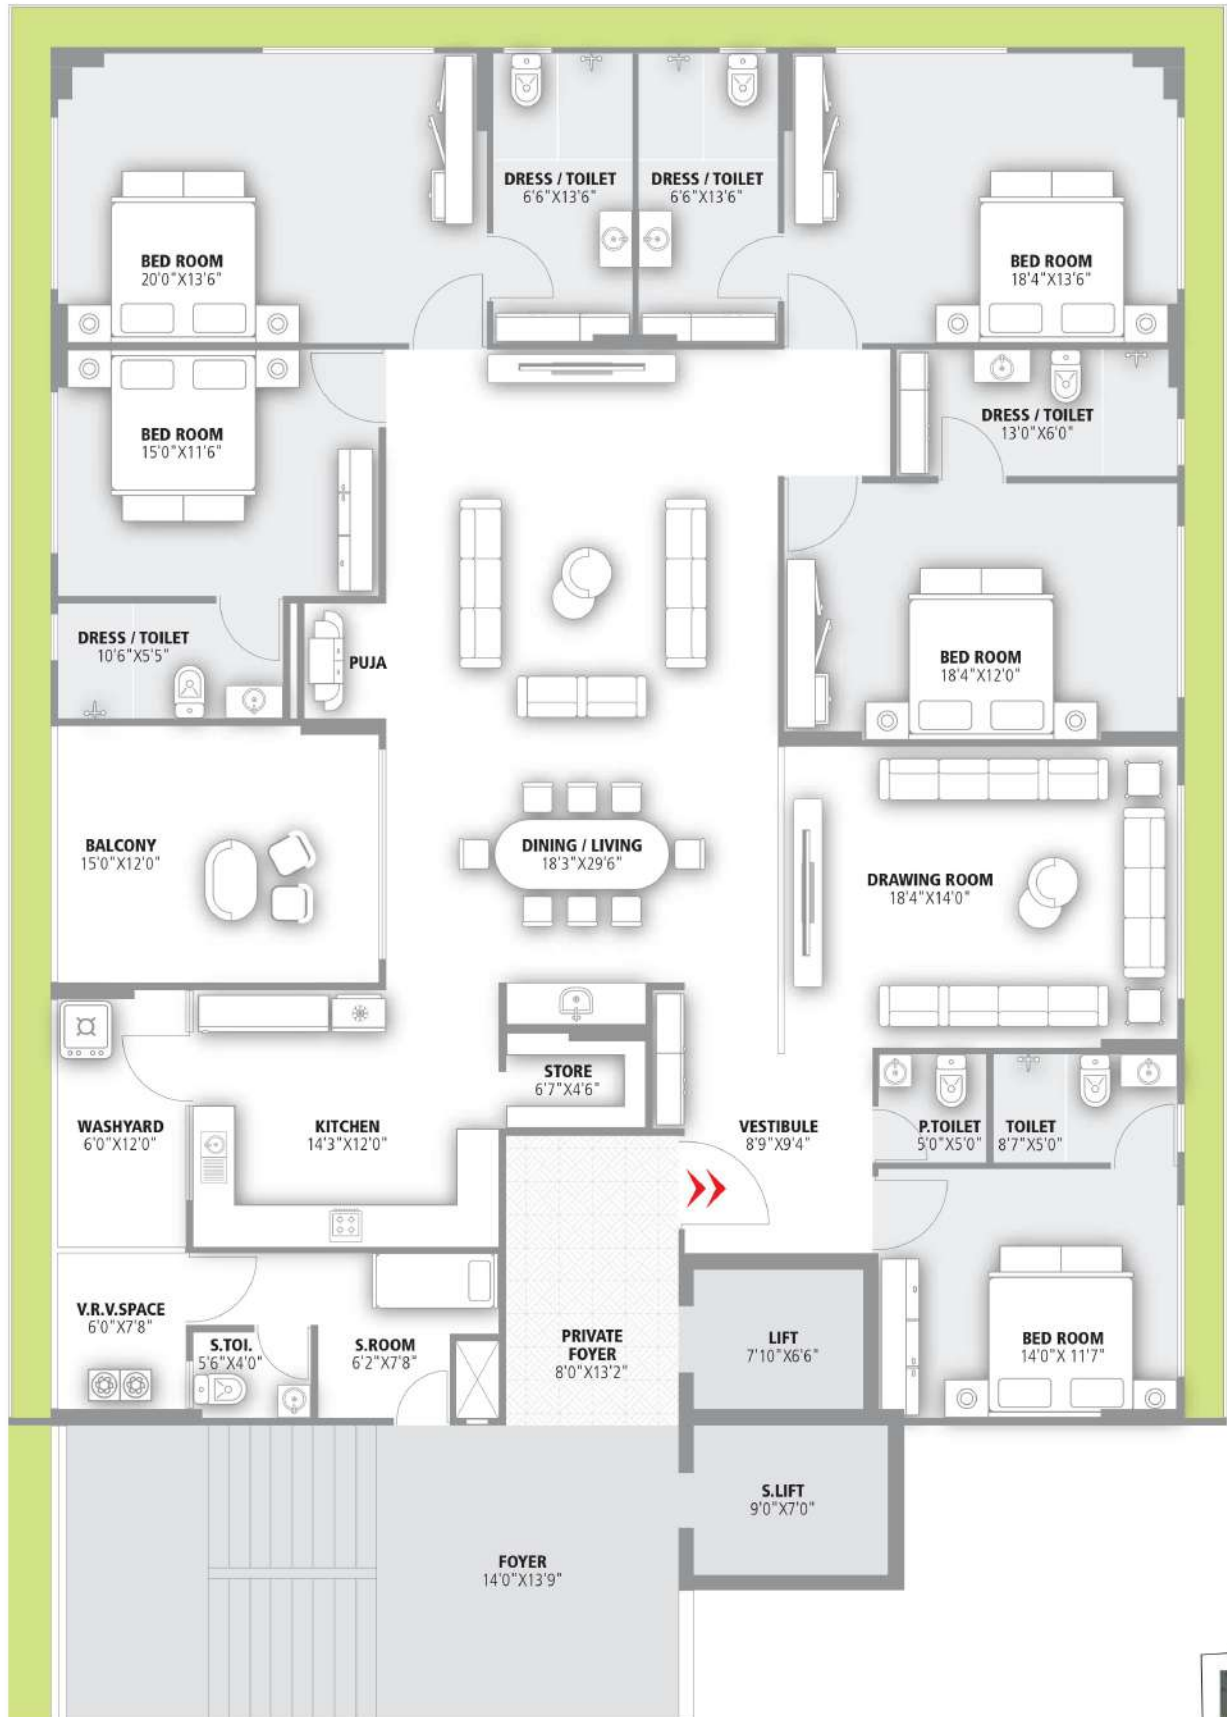 DRESS / TOILET
6'6"X13'6"
DRESS / TOILET
6'6"X13'6"
BED ROOM
20'0"X13'6"
BED ROOM
18'4"X13'6"
BED ROOM
15'0"X11'6"
DRESS / TOILET
13'0"X6'0"
DRESS / TOILET
10'6"X5'5"
PUJA
BED ROOM
18'4"X12'0"
BALCONY
15'0"X12'0"
DINING / LIVING
18'3"X29'6"
DRAWING ROOM
18'4"X14'0"
STORE
6'7"X4'6"
WASHYARD
6'0"X12'0"
KITCHEN
14'3"X12'0"
VESTIBULE
8'9"X9'4"
P.TOILET
5'0"X5'0"
TOILET
8'7"X5'0"
V.R.V.SPACE
6'0"X7'8"
S.TOI.
5'6"X4'0"
S.ROOM
6'2"X7'8"
PRIVATE
FOYER
8'0"X13'2"
LIFT
7'10"X6'6"
BED ROOM
14'0"X 11'7"
S.LIFT
9'0"X7'0"
FOYER
14'0"X13'9"